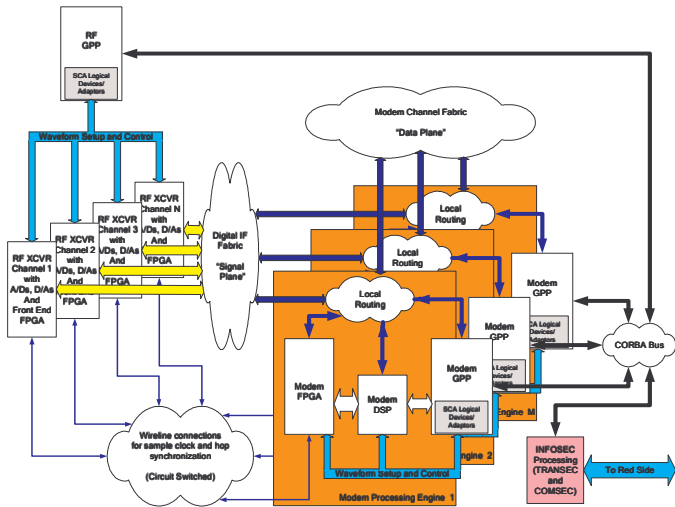 RF
GPP
SCA Logical
Devices/
Adaptors
Waveform Setup and Control
RF XCVR
Channel N
with
A/Ds, D/As
And
FPGA
RF XCVR
Channel 3
with
A/Ds, D/As
And
FPGA
RF XCVR
Channel 2
with
A/Ds, D/As
And
FPGA
RF XCVR
Channel 1
with
A/Ds, D/As
And
Front End
FPGA
Digital IF
Fabric
"Signal
Plane"
Modem Channel Fabric
"Data Plane"
Local
Routing
Local
Routing
Local
Routing
Modem
GPP
SCA Logical
Devices/
Adaptors
Engine M
Modem
GPP
Devices/
Adaptors
Engine 2
Modem
FPGA
Modem
DSP
Modem
GPP
SCA Logical
Devices/
Adaptors
Waveform Setup and Control
Modem Processing Engine 1
Wireline connections
for sample clock and hop
synchronization
(Circuit Switched)
CORBA Bus
INFOSEC
Processing
(TRANSEC
and
COMSEC)
To Red Side